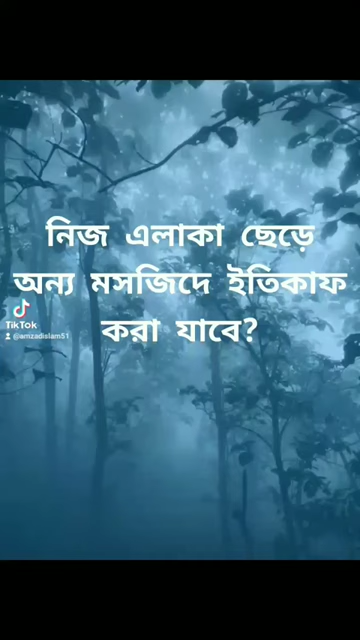 নিজ এলাকা ছেড়ে
অন্য মসজিদে ইতিকাফ
করা যাবে?
TikTok
@amzadislam51